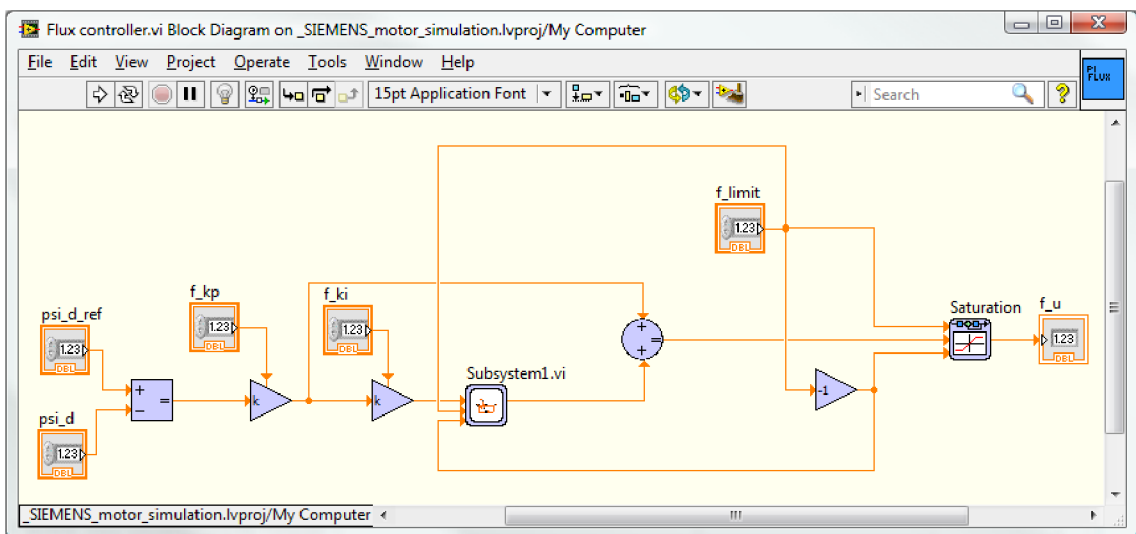 Flux controller.vi Block Diagram on _SIEMENS_motor_simulation.lvproj/My Computer
File Edit View Project Operate Tools Window Help
PI
FLUX
15pt Application Font
Search
f_limit
1.23
DBL
f_kp
1.23
DBL
f_ki
1.23
DBL
psi_d_ref
1.23
DBL
Saturation
f_u
1.23
DBL
+
+
=
Subsystem1.vi
+
-
=
k
k
-1
psi_d
1.23
DBL
_SIEMENS_motor_simulation.lvproj/My Computer